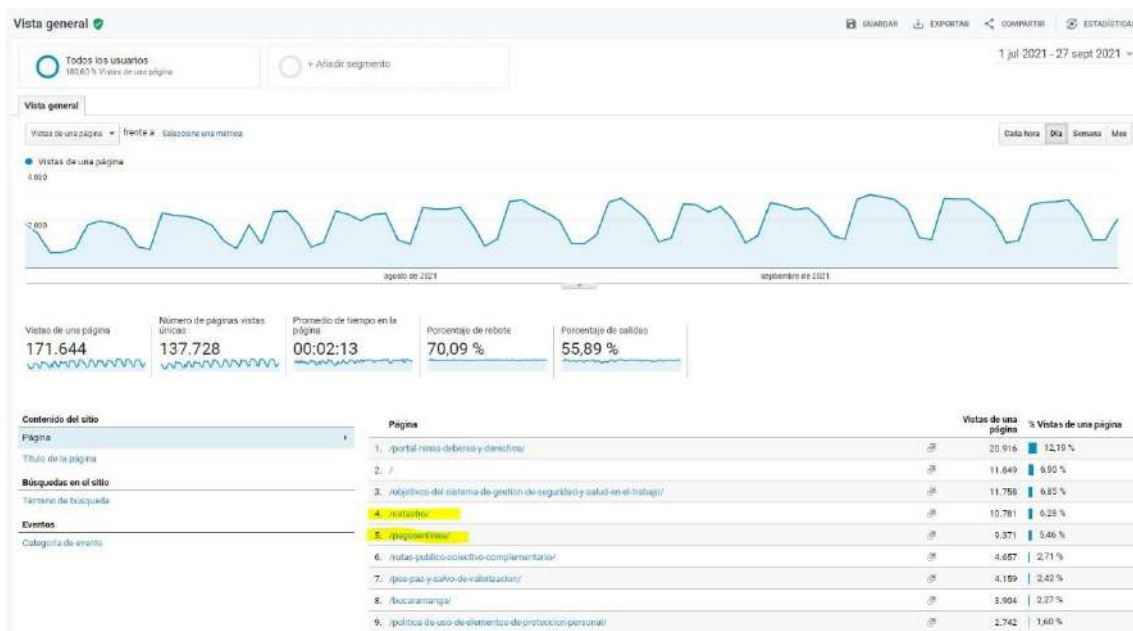 Vista general
GUARDAR EXPORTAR COMPARTIR ESTADÍSTICAS
Todos los usuarios
100,00 % Vistas de una página
+ Añadir segmento
1 jul 2021 - 27 sept 2021
Vista general
Vistas de una página frente a Seleccione una métrica
Cada hora Día Semana Mes
Vistas de una página
4.000
2.000
agosto de 2021 septiembre de 2021
Vistas de una página
171.644
Número de páginas vistas únicas
137.728
Promedio de tiempo en la página
00:02:13
Porcentaje de rebote
70,09 %
Porcentaje de salidas
55,89 %
Contenido del sitio
Página
Título de la página
Búsquedas en el sitio
Término de búsqueda
Eventos
Categoría de evento
Página Vistas de una página % Vistas de una página
1. /portal-ninos-deberes-y-derechos/ 20.916 12,19 %
2. / 11.849 6,90 %
3. /objetivos-del-sistema-de-gestion-de-seguridad-y-salud-en-el-trabajo/ 11.758 6,85 %
4. /catastro/ 10.781 6,28 %
5. /pagosenlinea/ 9.371 5,46 %
6. /rutas-publico-colectivo-complementario/ 4.657 2,71 %
7. /pse-paz-y-salvo-de-valorizacion/ 4.159 2,42 %
8. /bucaramanga/ 3.904 2,27 %
9. /politica-de-uso-de-elementos-de-proteccion-personal/ 2.742 1,60 %